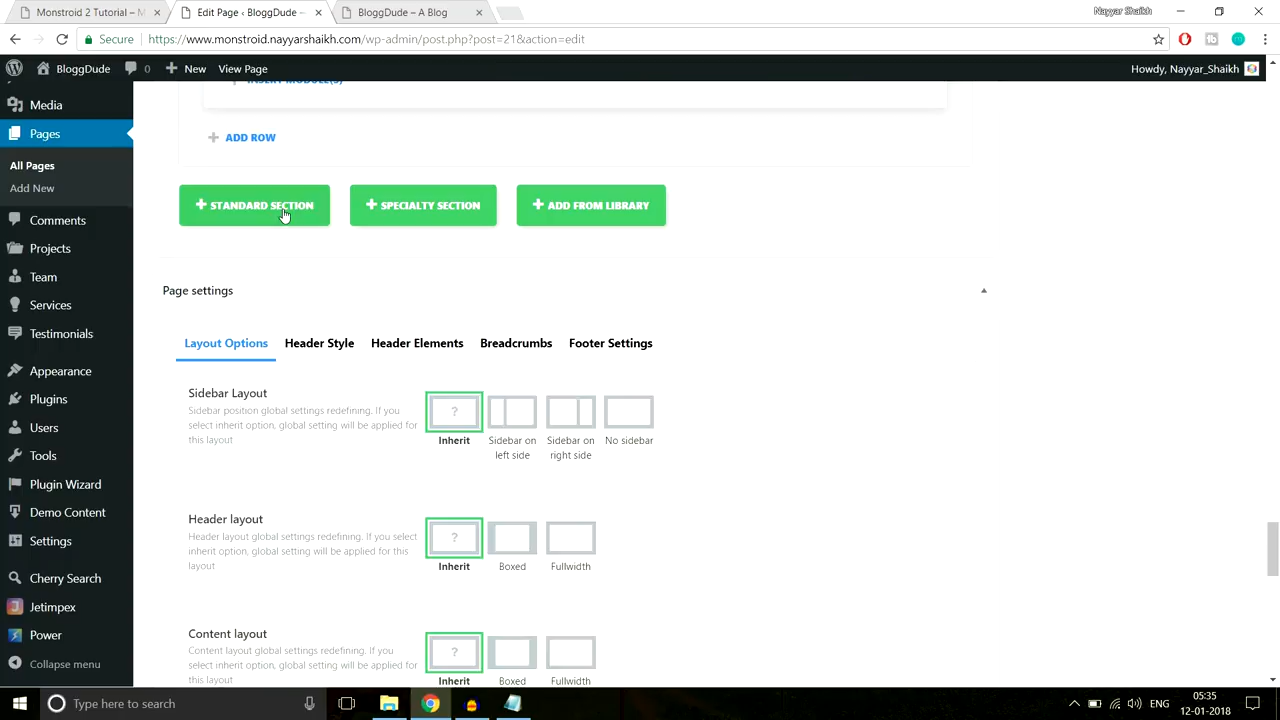 Monstroid 2 Tutorial – M
Edit Page ‹ BloggDude —
BloggDude – A Blog
Nayyar Shaikh
Secure
https://www.monstroid.nayyarshaikh.com/wp-admin/post.php?post=21&action=edit
BloggDude
0
New
View Page
Howdy, Nayyar_Shaikh
Media
Pages
All Pages
Add New
Comments
Projects
Team
Services
Testimonials
Appearance
Plugins
Users
Tools
Plugin Wizard
Demo Content
Settings
Cherry Search
Jetimpex
Power
Collapse menu
INSERT MODULE(S)
ADD ROW
STANDARD SECTION
SPECIALTY SECTION
ADD FROM LIBRARY
Page settings
Layout Options
Header Style
Header Elements
Breadcrumbs
Footer Settings
Sidebar Layout
Sidebar position global settings redefining. If you
select inherit option, global setting will be applied for
this layout
?
Inherit
Sidebar on
left side
Sidebar on
right side
No sidebar
Header layout
Header layout global settings redefining. If you select
inherit option, global setting will be applied for this
layout
?
Inherit
Boxed
Fullwidth
Content layout
Content layout global settings redefining. If you
select inherit option, global setting will be applied for
this layout
?
Inherit
Boxed
Fullwidth
Type here to search
ENG
05:35
12-01-2018